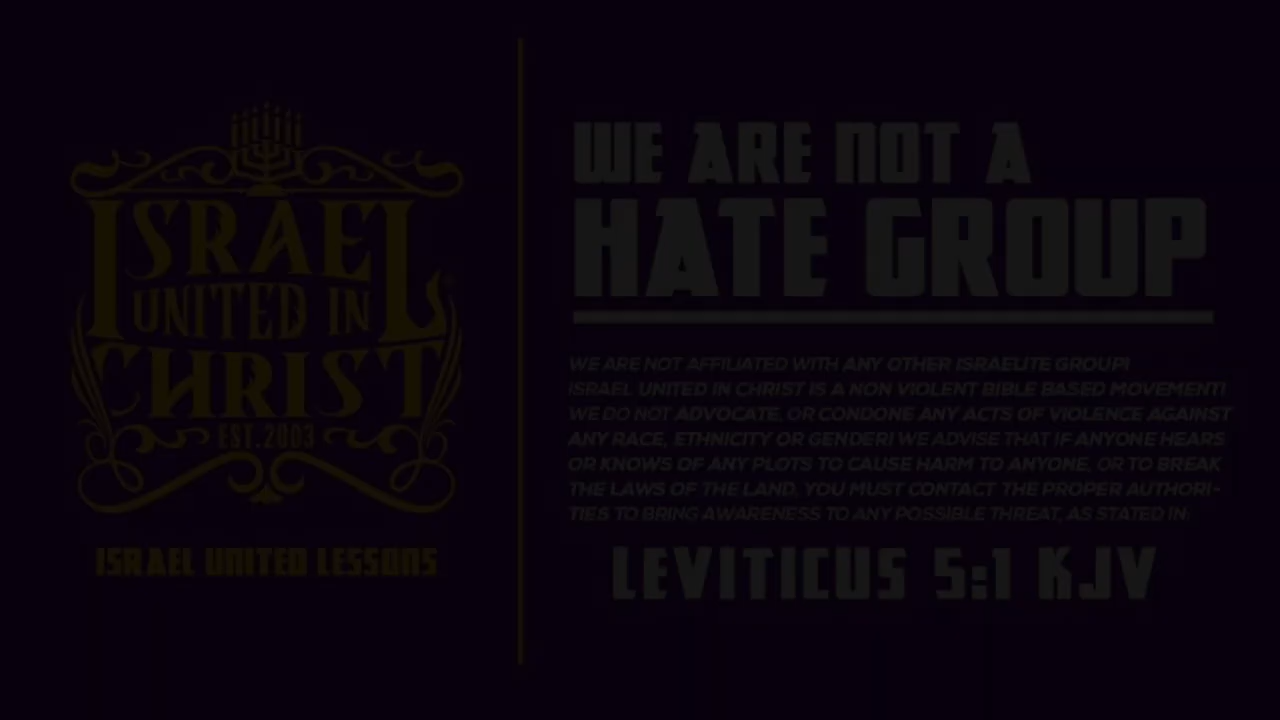 ISRAEL
UNITED IN
CHRIST
EST. 2003
ISRAEL UNITED LESSONS
WE ARE NOT A
HATE GROUP
WE ARE NOT AFFILIATED WITH ANY OTHER ISRAELITE GROUP!
ISRAEL UNITED IN CHRIST IS A NON VIOLENT BIBLE BASED MOVEMENT!
WE DO NOT ADVOCATE, OR CONDONE ANY ACTS OF VIOLENCE AGAINST
ANY RACE, ETHNICITY OR GENDER! WE ADVISE THAT IF ANYONE HEARS
OR KNOWS OF ANY PLOTS TO CAUSE HARM TO ANYONE, OR TO BREAK
THE LAWS OF THE LAND, YOU MUST CONTACT THE PROPER AUTHORI-
TIES TO BRING AWARENESS TO ANY POSSIBLE THREAT, AS STATED IN:
LEVITICUS 5:1 KJV